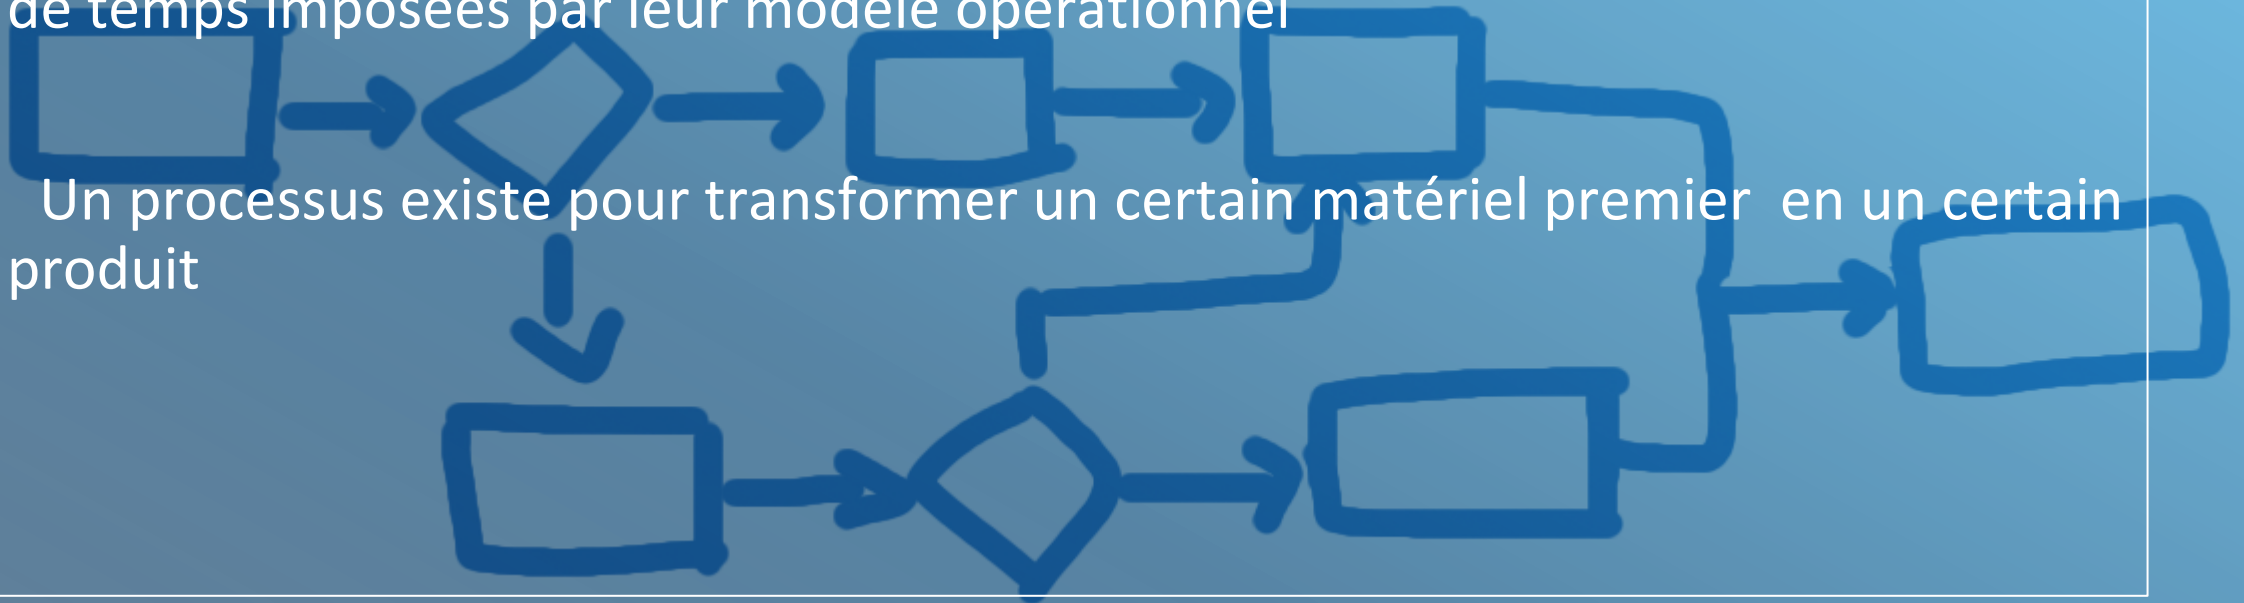 de temps imposées par leur modèle opérationnel
Un processus existe pour transformer un certain matériel premier  en un certain
produit